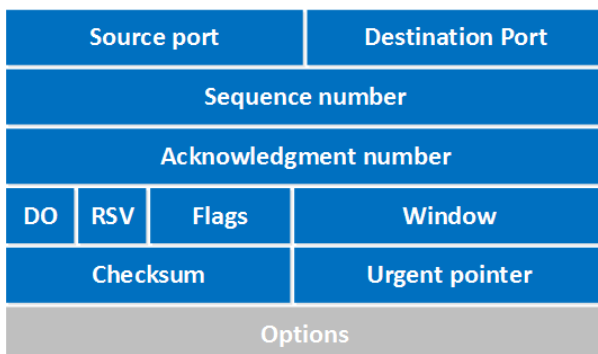 Source port Destination Port
Sequence number
Acknowledgment number
DO RSV Flags Window
Checksum Urgent pointer
Options